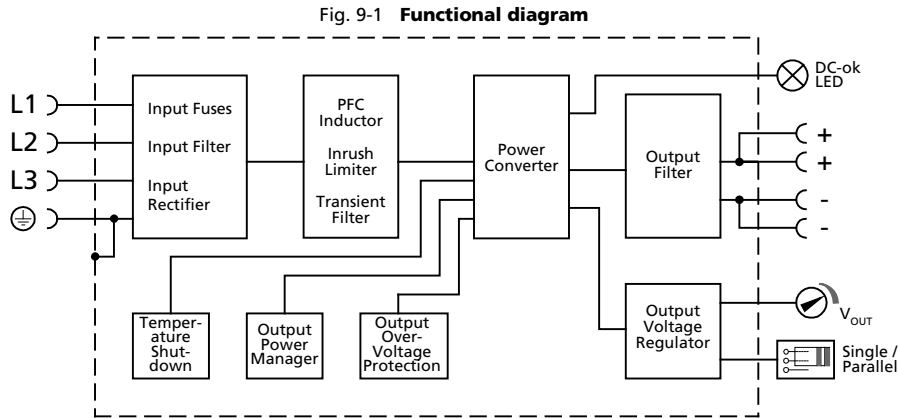 Fig. 9-1 Functional diagram
DC-ok
LED
L1
L2
L3
Input Fuses
Input Filter
Input
Rectifier
PFC
Inductor
Inrush
Limiter
Transient
Filter
Power
Converter
Output
Filter
+
+
-
-
Temper-
ature
Shut-
down
Output
Power
Manager
Output
Over-
Voltage
Protection
Output
Voltage
Regulator
VOUT
Single /
Parallel